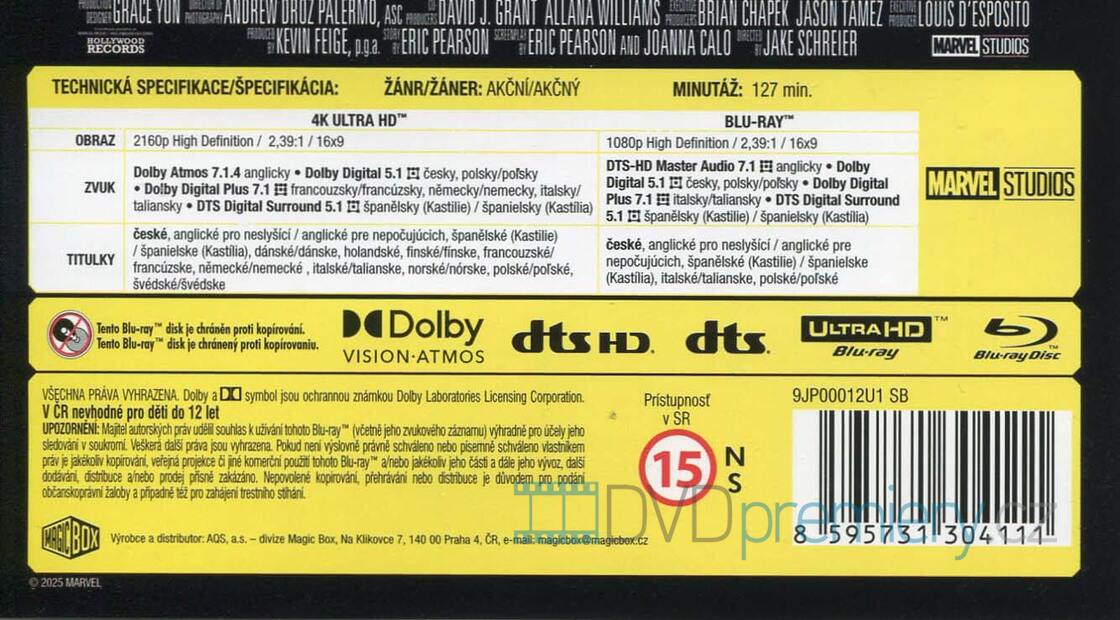 PRODUCTION DESIGNER GRACE YUN DIRECTOR OF PHOTOGRAPHY ANDREW DROZ PALERMO, ASC CO-PRODUCERS DAVID J. GRANT ALLANA WILLIAMS EXECUTIVE PRODUCERS BRIAN CHAPEK JASON TAMEZ EXECUTIVE PRODUCER LOUIS D'ESPOSITO
HOLLYWOOD RECORDS
PRODUCED BY KEVIN FEIGE, p.g.a. STORY BY ERIC PEARSON SCREENPLAY BY ERIC PEARSON AND JOANNA CALO DIRECTED BY JAKE SCHREIER
MARVEL STUDIOS
TECHNICKÁ SPECIFIKACE/ŠPECIFIKÁCIA: ŽÁNR/ŽÁNER: AKČNÍ/AKČNÝ MINUTÁŽ: 127 min.
4K ULTRA HD™ BLU-RAY™
OBRAZ 2160p High Definition / 2,39:1 / 16x9 1080p High Definition / 2,39:1 / 16x9
ZVUK
Dolby Atmos 7.1.4 anglicky • Dolby Digital 5.1 česky, polsky/poľsky
• Dolby Digital Plus 7.1 francouzsky/francúzsky, německy/nemecky, italsky/
taliansky • DTS Digital Surround 5.1 španělsky (Kastilie) / španielsky (Kastília)
DTS-HD Master Audio 7.1 anglicky • Dolby
Digital 5.1 česky, polsky/poľsky • Dolby Digital
Plus 7.1 italsky/taliansky • DTS Digital Surround
5.1 španělsky (Kastilie) / španielsky (Kastília)
MARVEL STUDIOS
TITULKY
české, anglické pro neslyšící / anglické pre nepočujúcich, španělské (Kastilie)
/ španielske (Kastília), dánské/dánske, holandské, finské/fínske, francouzské/
francúzske, německé/nemecké , italské/talianske, norské/nórske, polské/poľské,
švédské/švédske
české, anglické pro neslyšící / anglické pre
nepočujúcich, španělské (Kastilie) / španielske
(Kastília), italské/talianske, polské/poľské
Tento Blu-ray™ disk je chráněn proti kopírování.
Tento Blu-ray™ disk je chránený proti kopírovaniu.
Dolby
VISION·ATMOS
dts HD.
dts.
ULTRA HD™
Blu-ray
Blu-ray Disc™
VŠECHNA PRÁVA VYHRAZENA. Dolby a symbol jsou ochrannou známkou Dolby Laboratories Licensing Corporation.
V ČR nevhodné pro děti do 12 let
UPOZORNĚNÍ: Majitel autorských práv udělil souhlas k užívání tohoto Blu-ray™ (včetně jeho zvukového záznamu) výhradně pro účely jeho
sledování v soukromí. Veškerá další práva jsou vyhrazena. Pokud není výslovně právně schváleno nebo písemně schváleno vlastníkem
práv je jakékoliv kopírování, veřejná projekce či jiné komerční použití tohoto Blu-ray™ a/nebo jakékoliv jeho části a dále jeho vývoz, další
dodávání, distribuce a/nebo prodej přísně zakázáno. Nepovolené kopírování, přehrávání nebo distribuce je důvodem pro podání
občanskoprávní žaloby a případně též pro zahájení trestního stíhání.
Prístupnosť
v SR
15
N
S
9JP00012U1 SB
8 595731 304111
DVDpremiery.cz
MAGIC BOX
Výrobce a distributor: AQS, a.s. – divize Magic Box, Na Klikovce 7, 140 00 Praha 4, ČR, e-mail: magicbox@magicbox.cz
© 2025 MARVEL